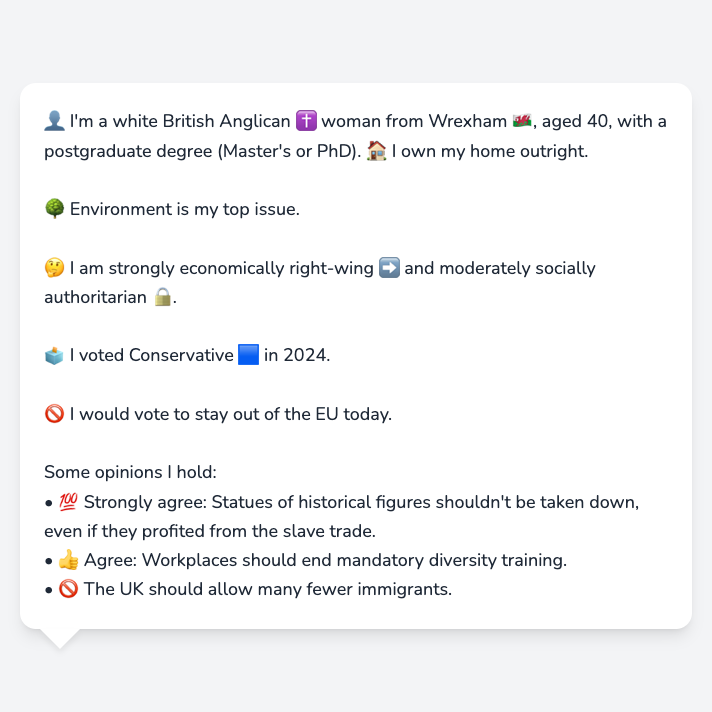 👤 I'm a white British Anglican ✝️ woman from Wrexham 🏴󠁧󠁢󠁷󠁬󠁳󠁿, aged 40, with a
postgraduate degree (Master's or PhD). 🏠 I own my home outright.
🌳 Environment is my top issue.
🤔 I am strongly economically right-wing ➡️ and moderately socially
authoritarian 🔒.
🗳️ I voted Conservative 🟦 in 2024.
🚫 I would vote to stay out of the EU today.
Some opinions I hold:
• 💯 Strongly agree: Statues of historical figures shouldn't be taken down,
even if they profited from the slave trade.
• 👍 Agree: Workplaces should end mandatory diversity training.
• 🚫 The UK should allow many fewer immigrants.